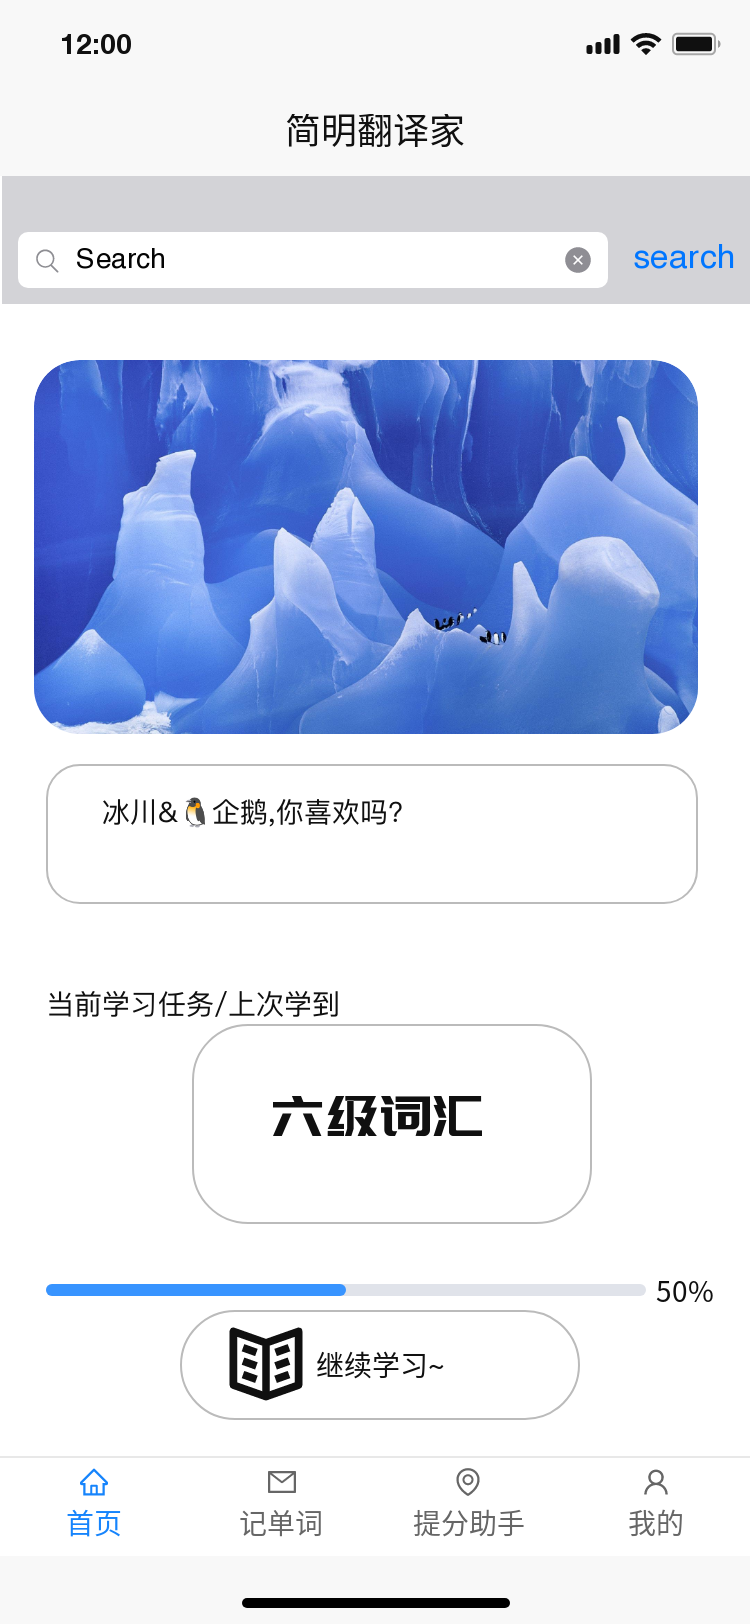 12:00
简明翻译家
Search
search
冰川&🐧企鹅,你喜欢吗?
当前学习任务/上次学到
六级词汇
50%
继续学习~
首页 记单词 提分助手 我的